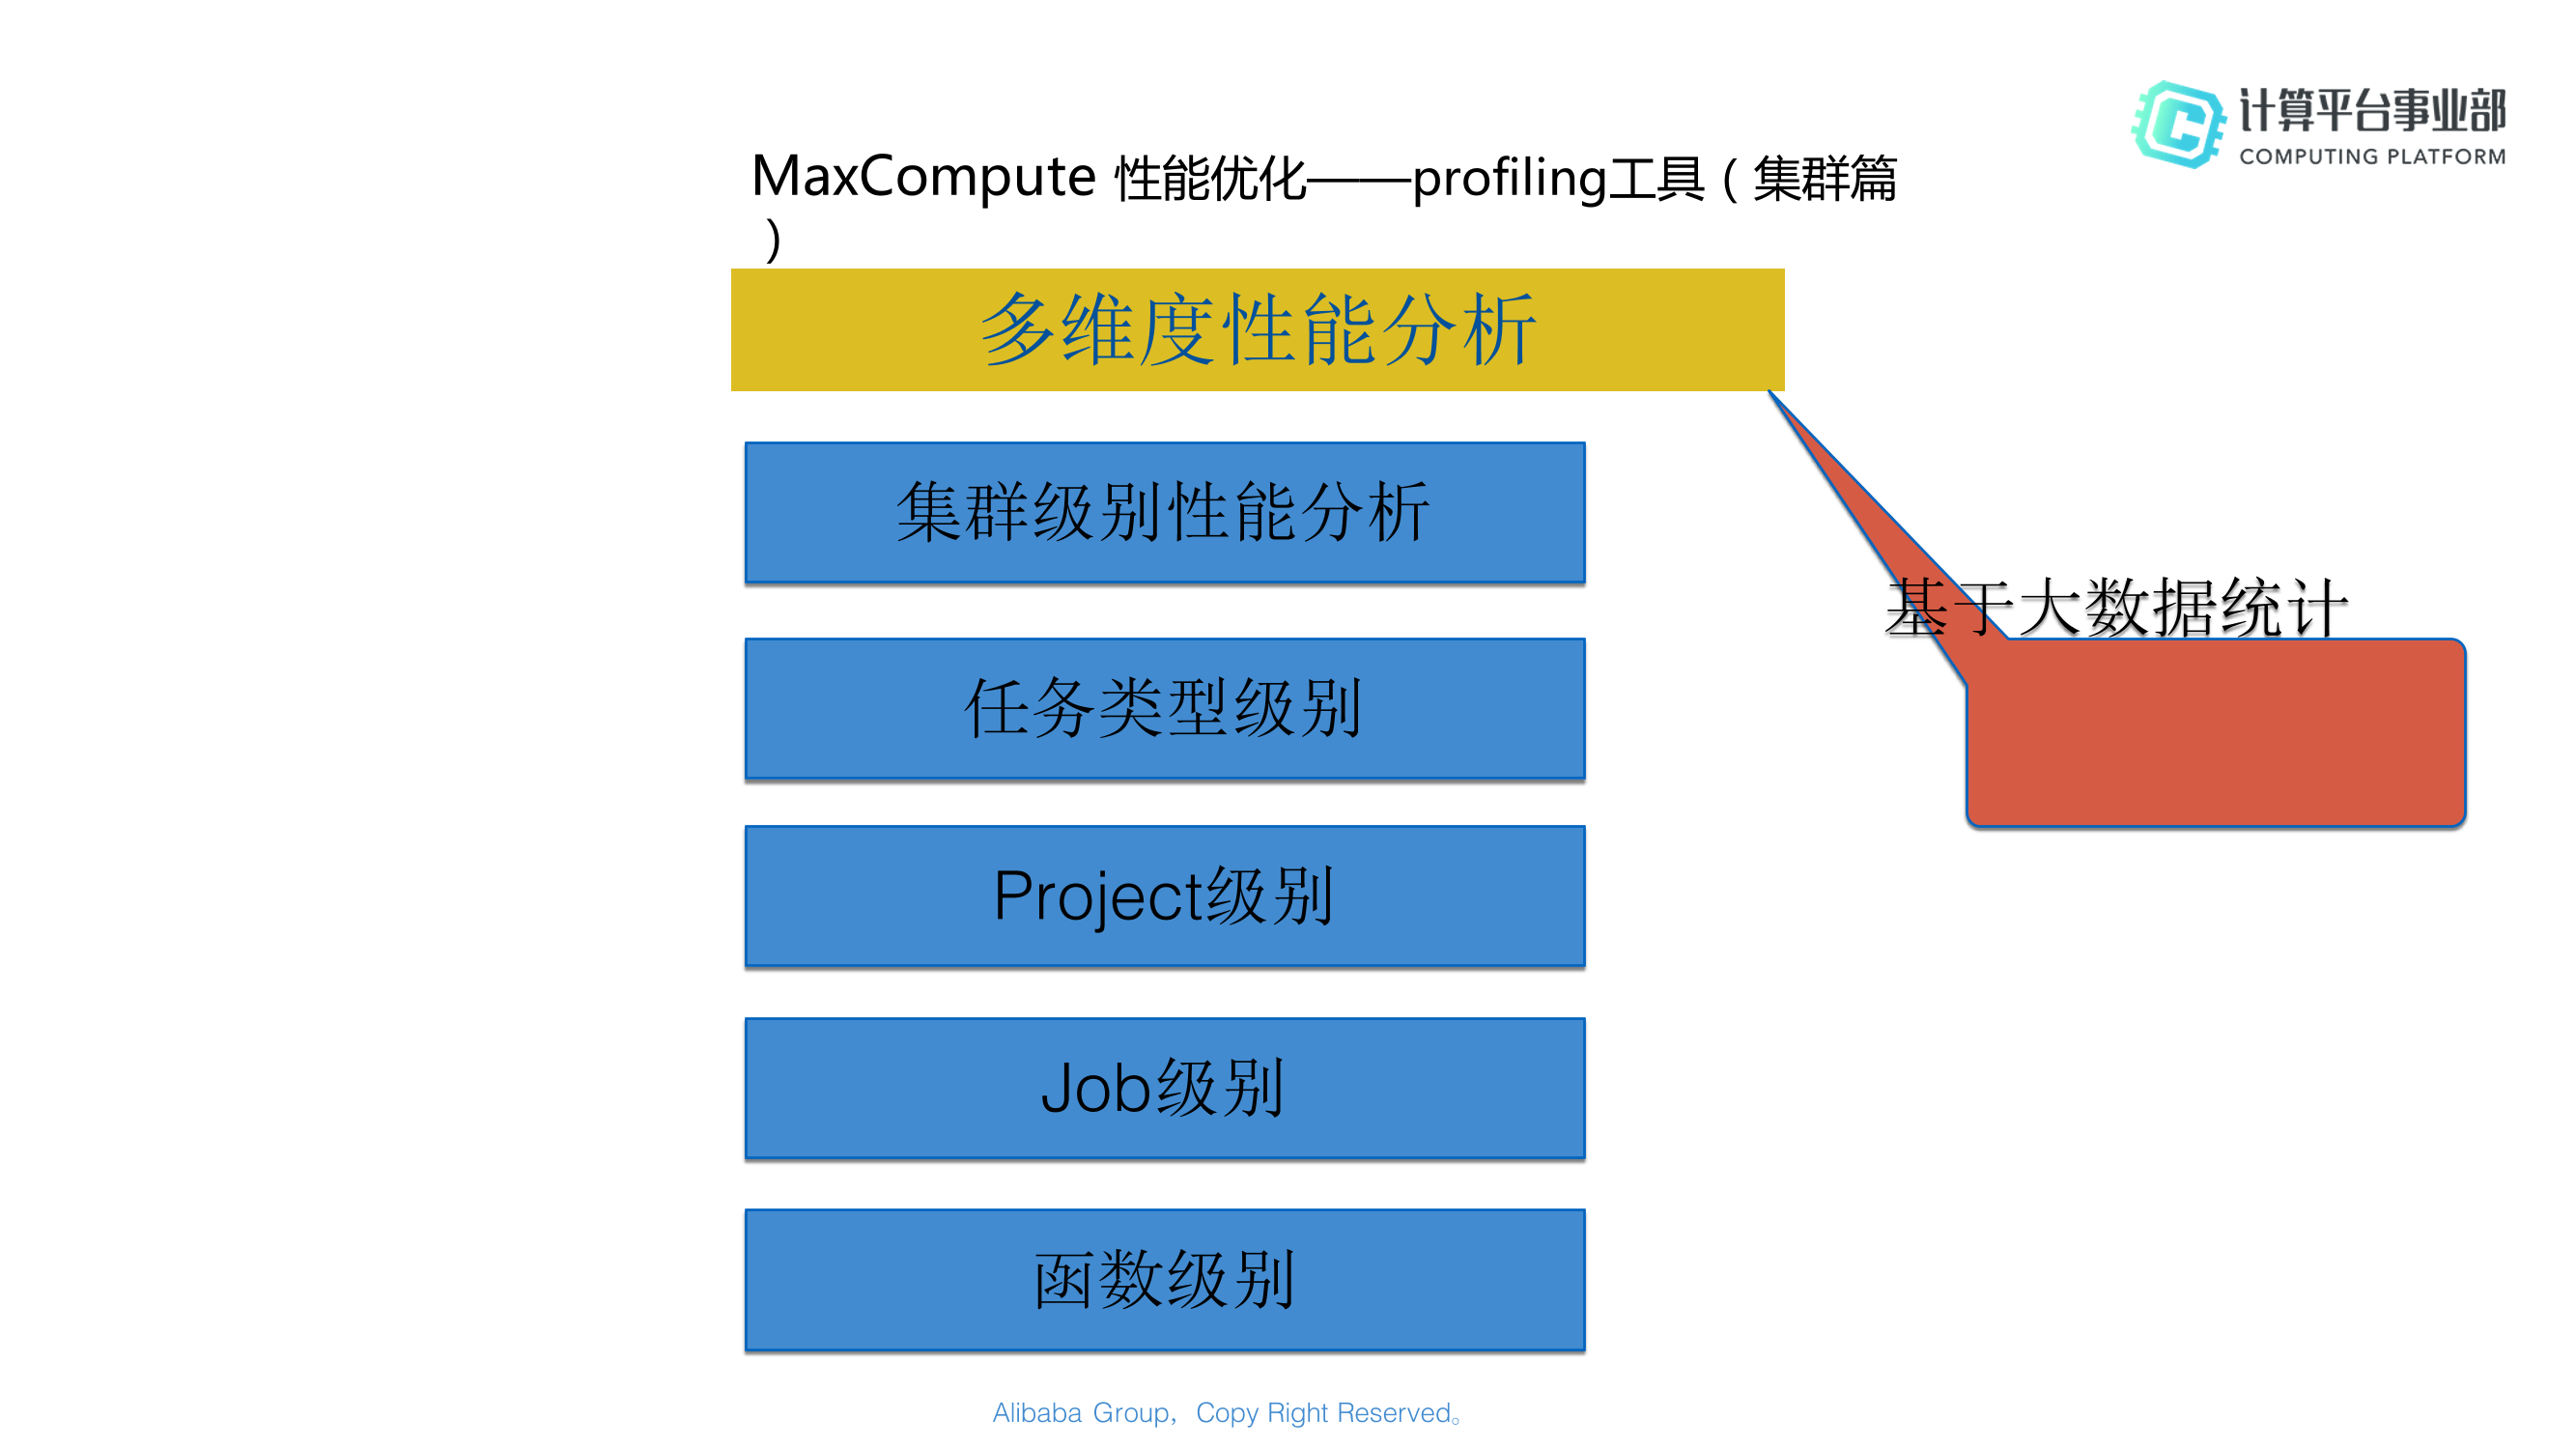 计算平台事业部
COMPUTING PLATFORM
MaxCompute 性能优化——profiling工具（集群篇
）
多维度性能分析
集群级别性能分析
基于大数据统计
任务类型级别
Project级别
Job级别
函数级别
Alibaba Group，Copy Right Reserved。